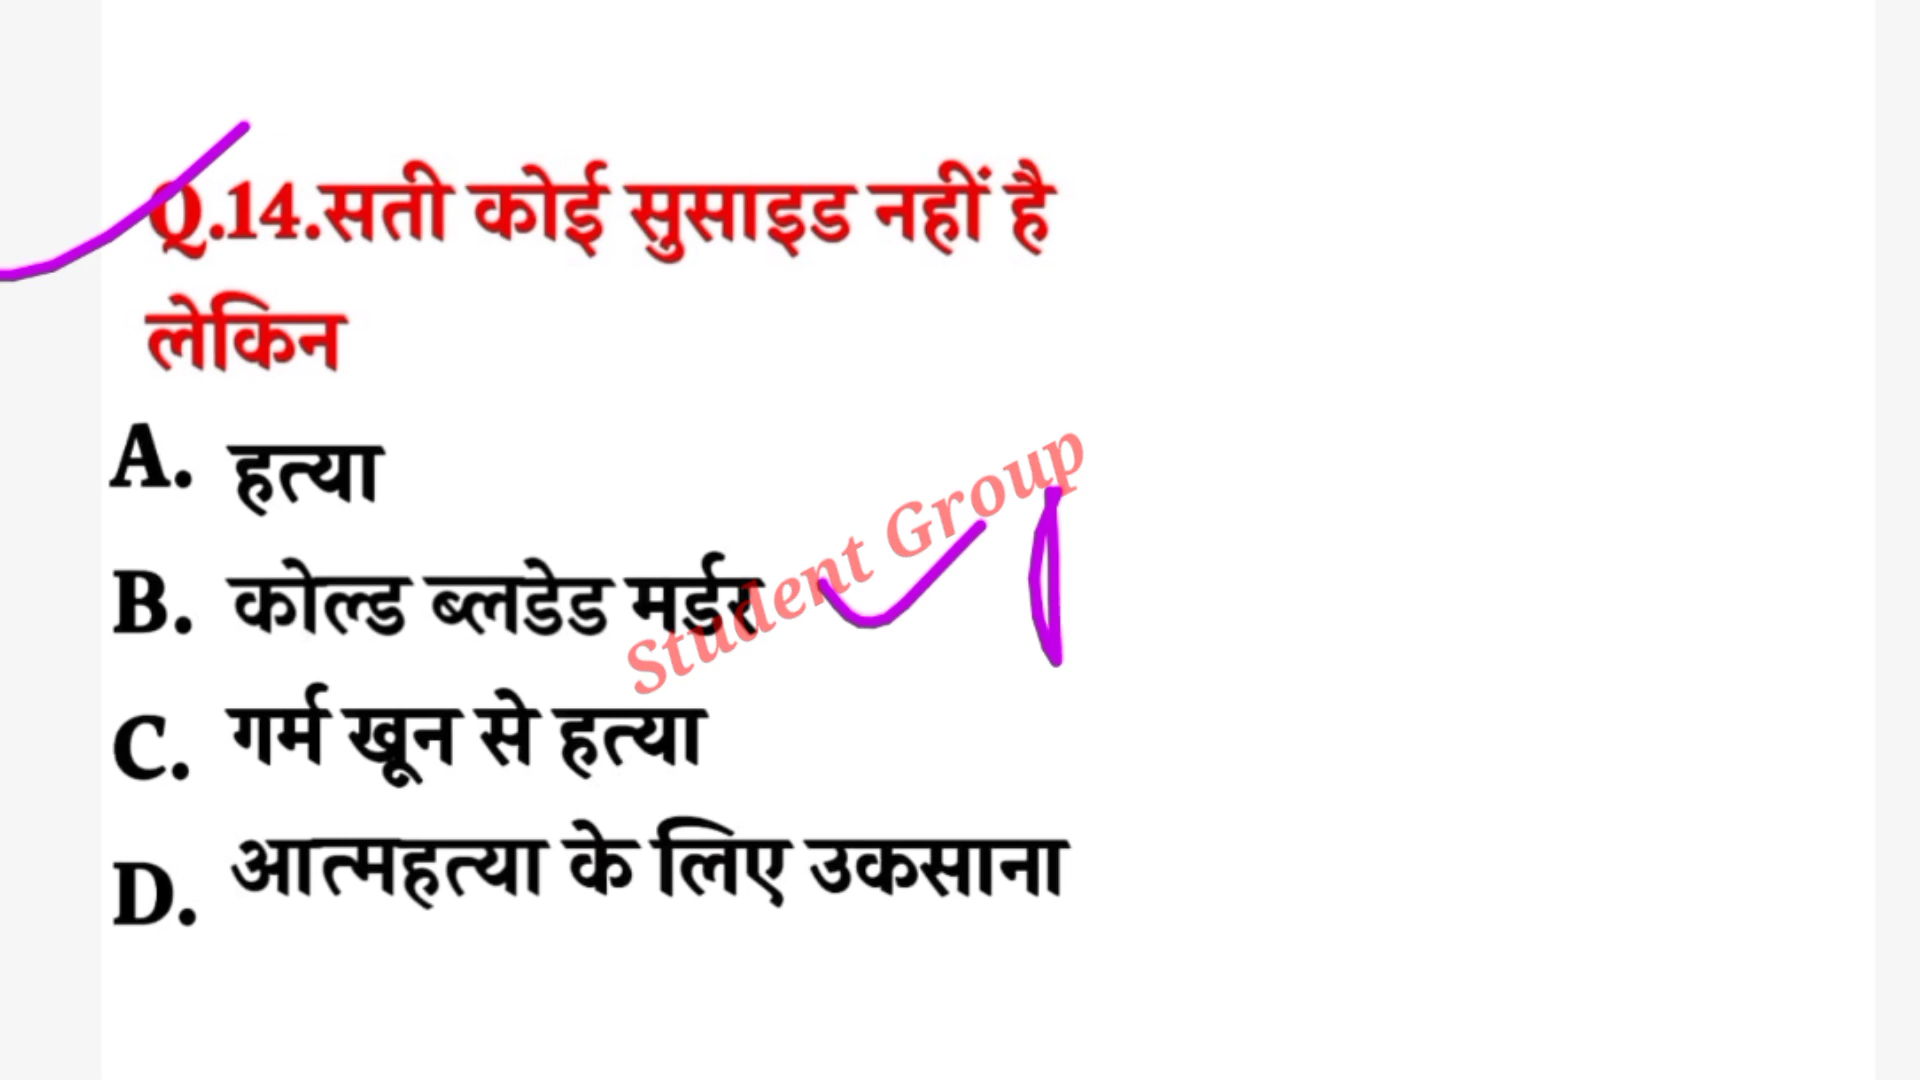 Q.14.सती कोई सुसाइड नहीं है
लेकिन
A. हत्या
B. कोल्ड ब्लडेड मर्डर
C. गर्म खून से हत्या
D. आत्महत्या के लिए उकसाना
Student Group